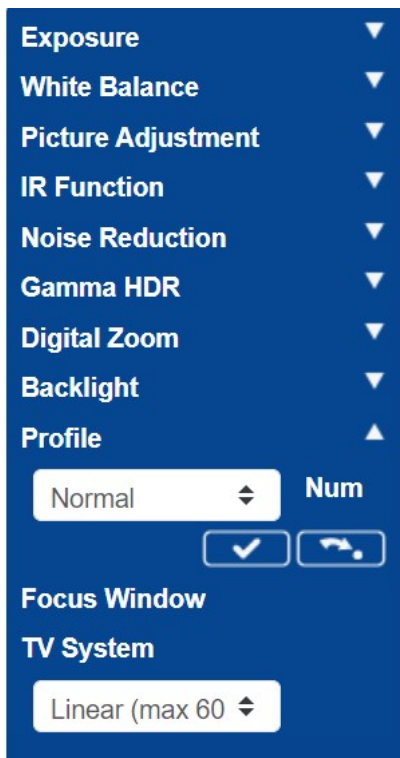 Exposure
White Balance
Picture Adjustment
IR Function
Noise Reduction
Gamma HDR
Digital Zoom
Backlight
Profile
Normal Num
Focus Window
TV System
Linear (max 60